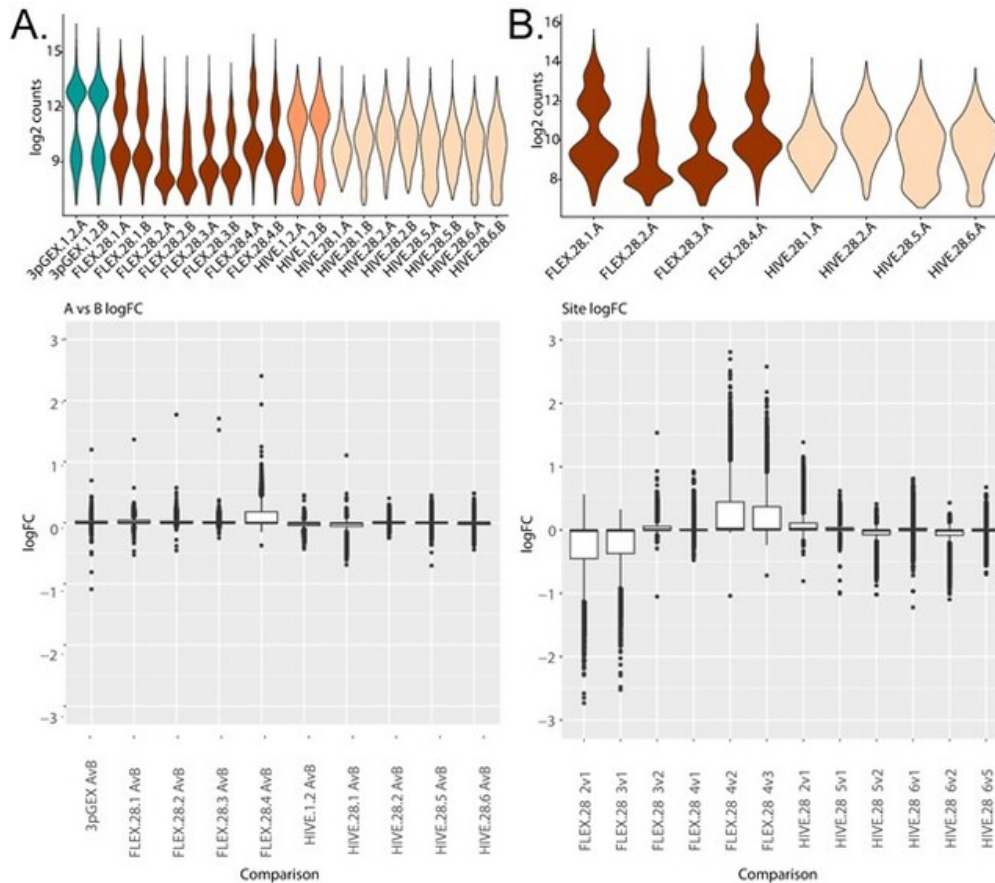 A.
15
12
9
log2 counts
3pGEX.1.2.A
3pGEX.1.2.B
FLEX.28.1.A
FLEX.28.1.B
FLEX.28.2.A
FLEX.28.2.B
FLEX.28.3.A
FLEX.28.3.B
FLEX.28.4.A
FLEX.28.4.B
HIVE.1.2.A
HIVE.1.2.B
HIVE.28.1.A
HIVE.28.1.B
HIVE.28.2.A
HIVE.28.2.B
HIVE.28.5.A
HIVE.28.5.B
HIVE.28.6.A
HIVE.28.6.B
B.
16
14
12
10
8
log2 counts
FLEX.28.1.A
FLEX.28.2.A
FLEX.28.3.A
FLEX.28.4.A
HIVE.28.1.A
HIVE.28.2.A
HIVE.28.5.A
HIVE.28.6.A
A vs B logFC
3
2
1
0
−1
−2
−3
logFC
3pGEX AvB
FLEX.28.1 AvB
FLEX.28.2 AvB
FLEX.28.3 AvB
FLEX.28.4 AvB
HIVE.1.2 AvB
HIVE.28.1 AvB
HIVE.28.2 AvB
HIVE.28.5 AvB
HIVE.28.6 AvB
Comparison
Site logFC
3
2
1
0
−1
−2
−3
logFC
FLEX.28 2v1
FLEX.28 3v1
FLEX.28 3v2
FLEX.28 4v1
FLEX.28 4v2
FLEX.28 4v3
HIVE.28 2v1
HIVE.28 5v1
HIVE.28 5v2
HIVE.28 6v1
HIVE.28 6v2
HIVE.28 6v5
Comparison